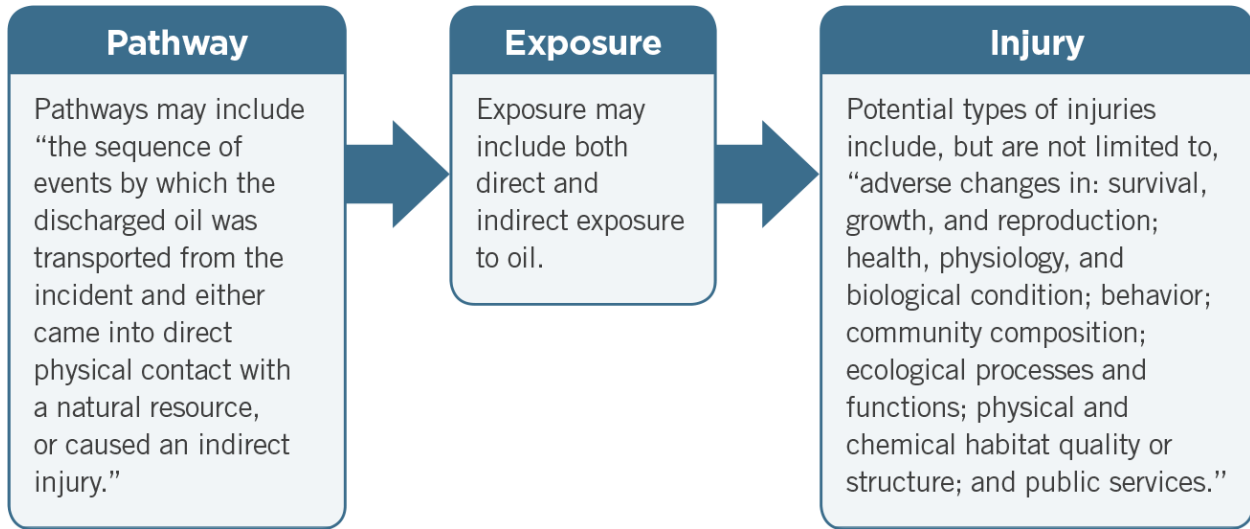 Pathway
Pathways may include
“the sequence of
events by which the
discharged oil was
transported from the
incident and either
came into direct
physical contact with
a natural resource,
or caused an indirect
injury.”
Exposure
Exposure may
include both
direct and
indirect exposure
to oil.
Injury
Potential types of injuries
include, but are not limited to,
“adverse changes in: survival,
growth, and reproduction;
health, physiology, and
biological condition; behavior;
community composition;
ecological processes and
functions; physical and
chemical habitat quality or
structure; and public services.”